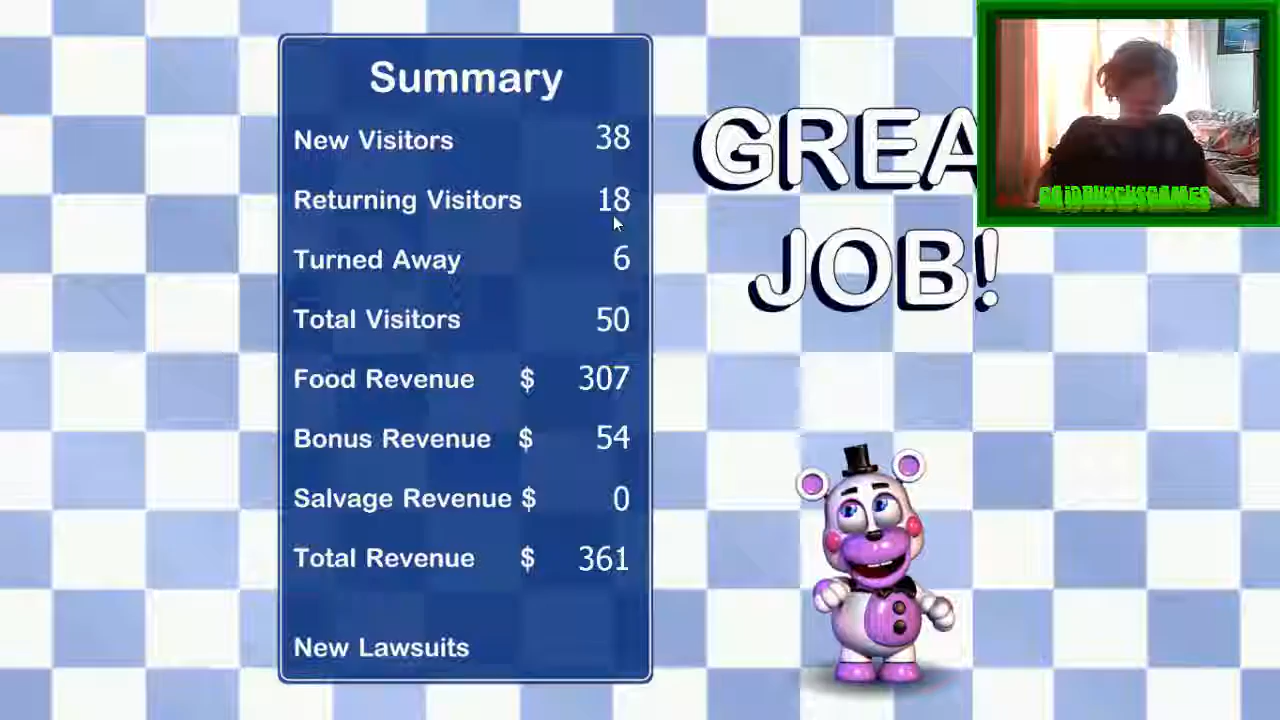 Summary
New Visitors 38
Returning Visitors 18
Turned Away 6
Total Visitors 50
Food Revenue $ 307
Bonus Revenue $ 54
Salvage Revenue $ 0
Total Revenue $ 361
New Lawsuits
GREA
JOB!